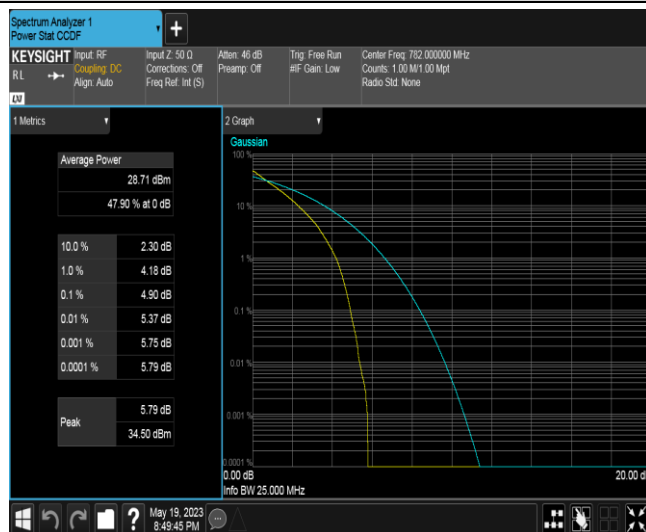 Spectrum Analyzer 1
Power Stat CCDF
KEYSIGHT
RL
Input: RF
Coupling: DC
Align: Auto
Input Z: 50 Ω
Corrections: Off
Freq Ref: Int (S)
Atten: 46 dB
Preamp: Off
Trig: Free Run
#IF Gain: Low
Center Freq: 782.000000 MHz
Counts: 1.00 M/1.00 Mpt
Radio Std: None
LXI
1 Metrics
Average Power
28.71 dBm
47.90 % at 0 dB
10.0 % 2.30 dB
1.0 % 4.18 dB
0.1 % 4.90 dB
0.01 % 5.37 dB
0.001 % 5.75 dB
0.0001 % 5.79 dB
Peak
5.79 dB
34.50 dBm
2 Graph
Gaussian
100 %
10 %
1 %
0.1 %
0.01 %
0.001 %
0.0001 %
0.00 dB
20.00 d
Info BW 25.000 MHz
May 19, 2023
8:49:45 PM